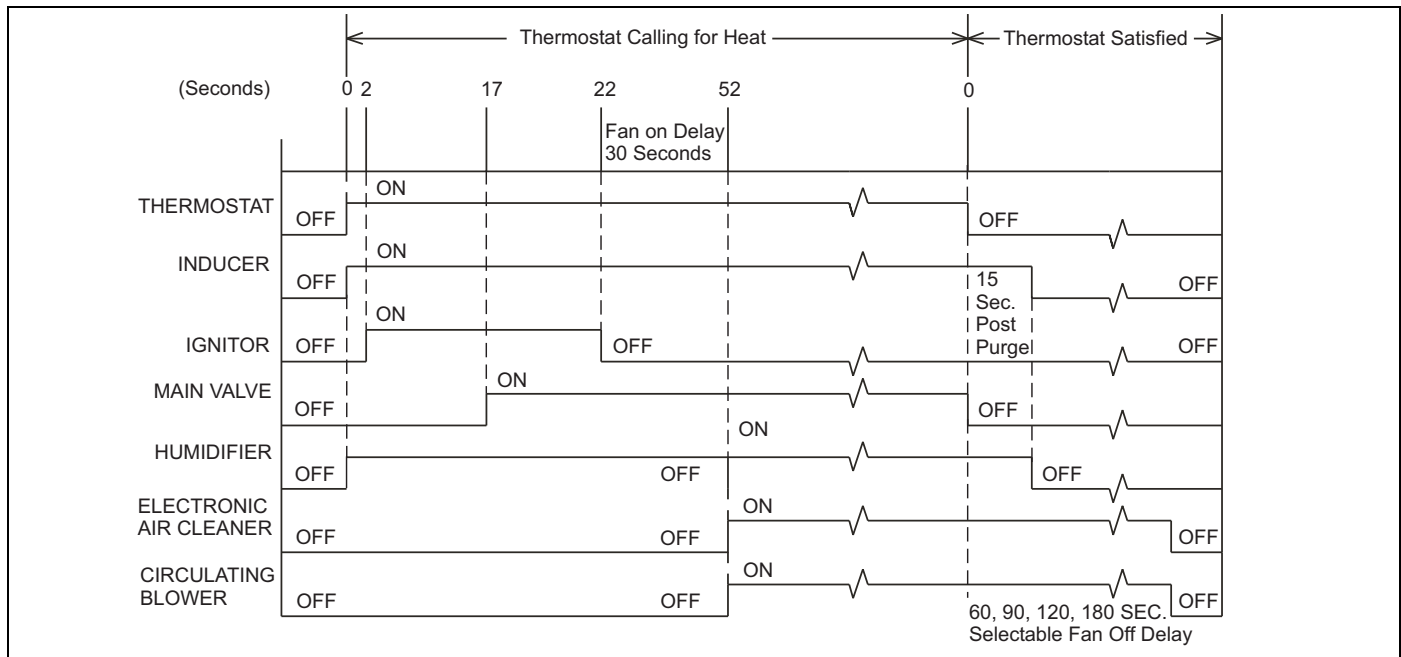 Thermostat Calling for Heat
Thermostat Satisfied
(Seconds) 0 2 17 22 52 0
Fan on Delay
30 Seconds
THERMOSTAT OFF ON OFF
INDUCER OFF ON OFF
15
Sec.
Post
Purge
IGNITOR OFF ON OFF OFF
MAIN VALVE OFF ON OFF
HUMIDIFIER OFF OFF ON OFF
ELECTRONIC
AIR CLEANER OFF OFF ON OFF
CIRCULATING
BLOWER OFF OFF ON OFF
60, 90, 120, 180 SEC.
Selectable Fan Off Delay